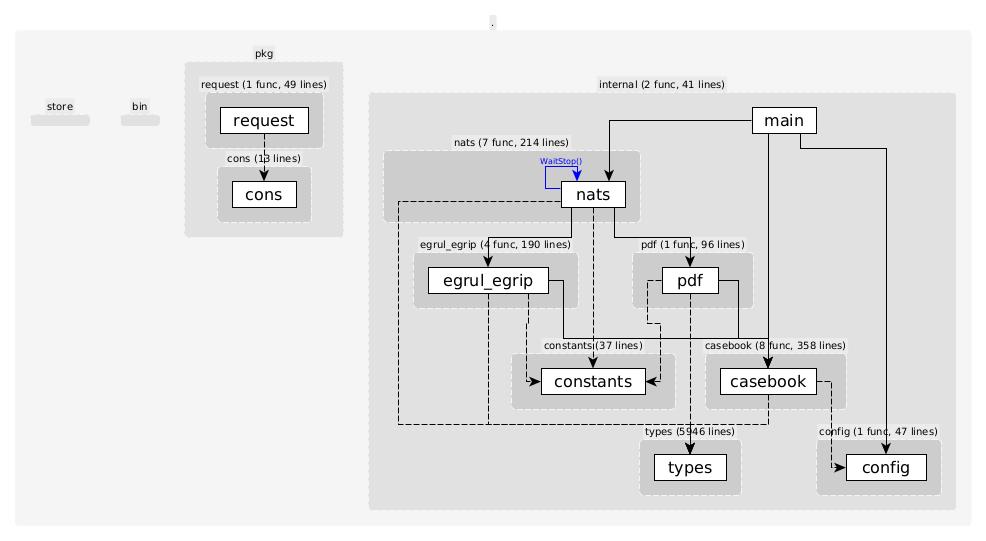 .
pkg
request (1 func, 49 lines)
internal (2 func, 41 lines)
store
bin
request
main
nats (7 func, 214 lines)
cons (13 lines)
WaitStop()
cons
nats
egrul_egrip (4 func, 190 lines)
pdf (1 func, 96 lines)
egrul_egrip
pdf
constants (37 lines)
casebook (8 func, 358 lines)
constants
casebook
types (5946 lines)
config (1 func, 47 lines)
types
config